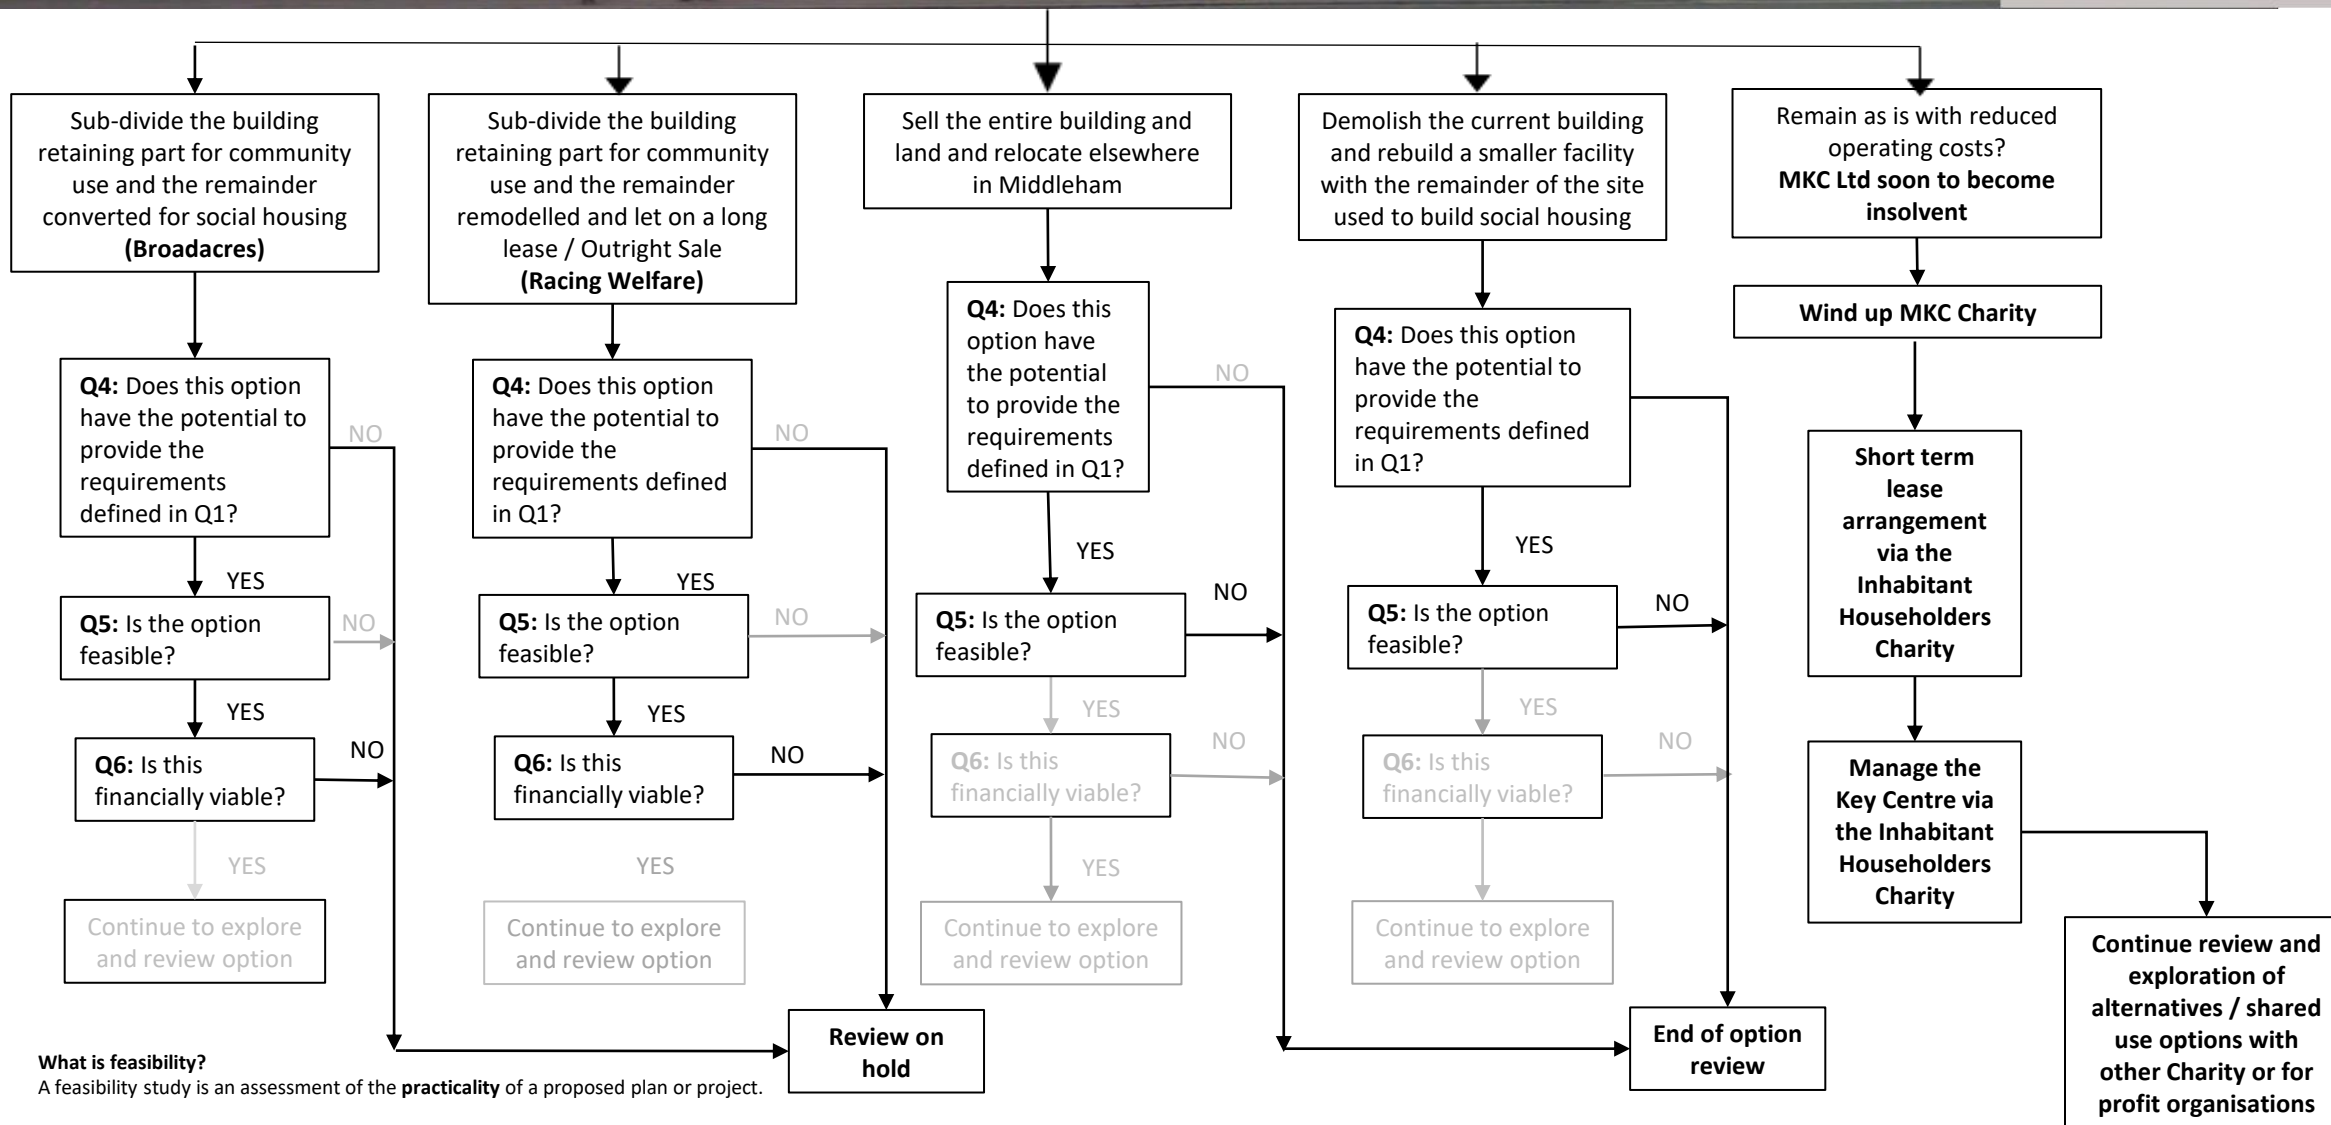 Sub-divide the building
retaining part for community
use and the remainder
converted for social housing
(Broadacres)
Q4: Does this option
have the potential to
provide the
requirements
defined in Q1?
NO
YES
Q5: Is the option
feasible?
NO
YES
Q6: Is this
financially viable?
NO
YES
Continue to explore
and review option
Sub-divide the building
retaining part for community
use and the remainder
remodelled and let on a long
lease / Outright Sale
(Racing Welfare)
Q4: Does this option
have the potential to
provide the
requirements defined
in Q1?
NO
YES
Q5: Is the option
feasible?
NO
YES
Q6: Is this
financially viable?
NO
YES
Continue to explore
and review option
Review on
hold
Sell the entire building and
land and relocate elsewhere
in Middleham
Q4: Does this
option have
the potential
to provide the
requirements
defined in Q1?
NO
YES
Q5: Is the option
feasible?
NO
YES
Q6: Is this
financially viable?
NO
YES
Continue to explore
and review option
Demolish the current building
and rebuild a smaller facility
with the remainder of the site
used to build social housing
Q4: Does this option
have the potential to
provide the
requirements defined
in Q1?
YES
Q5: Is the option
feasible?
NO
YES
Q6: Is this
financially viable?
NO
Continue to explore
and review option
End of option
review
Remain as is with reduced
operating costs?
MKC Ltd soon to become
insolvent
Wind up MKC Charity
Short term
lease
arrangement
via the
Inhabitant
Householders
Charity
Manage the
Key Centre via
the Inhabitant
Householders
Charity
Continue review and
exploration of
alternatives / shared
use options with
other Charity or for
profit organisations
What is feasibility?
A feasibility study is an assessment of the practicality of a proposed plan or project.